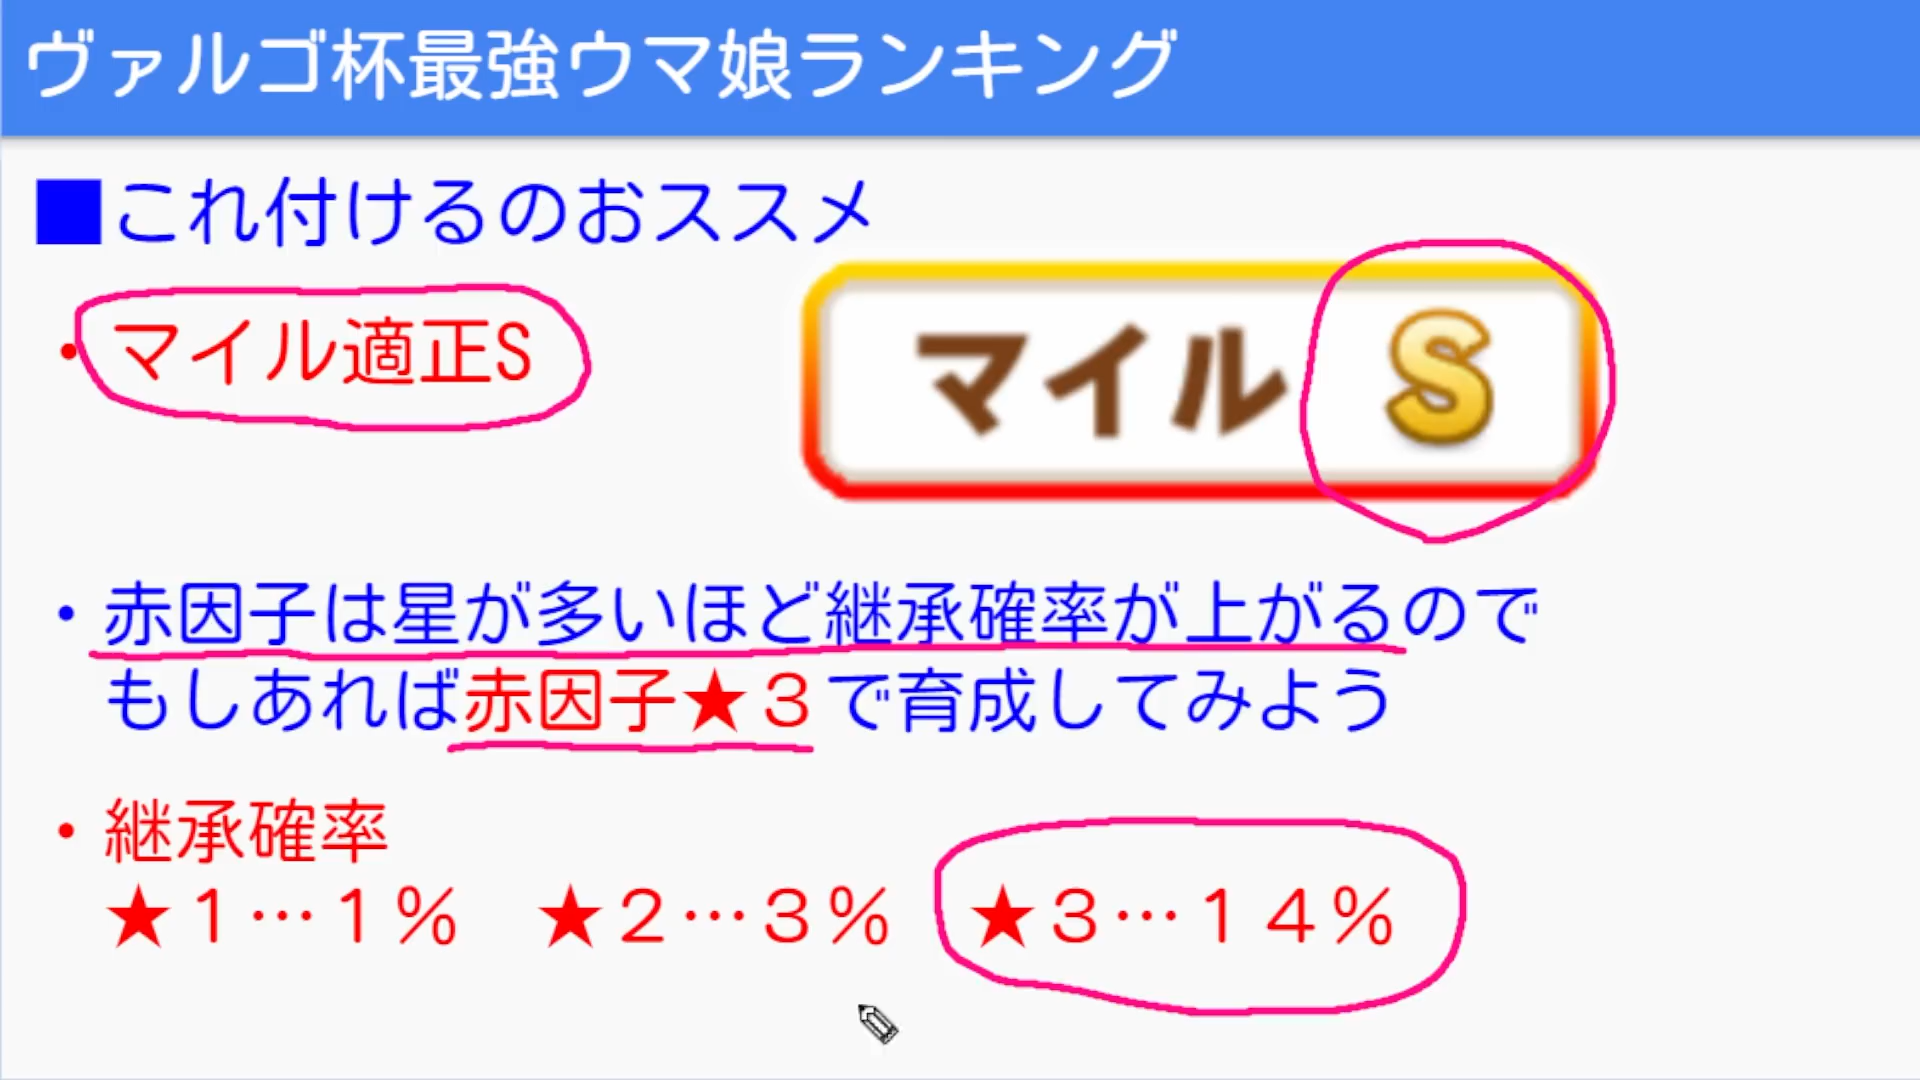 ヴァルゴ杯最強ウマ娘ランキング
■これ付けるのおススメ
・マイル適正S
マイル S
・赤因子は星が多いほど継承確率が上がるので
もしあれば赤因子★３で育成してみよう
・継承確率
★１…１％　★２…３％　★３…１４％